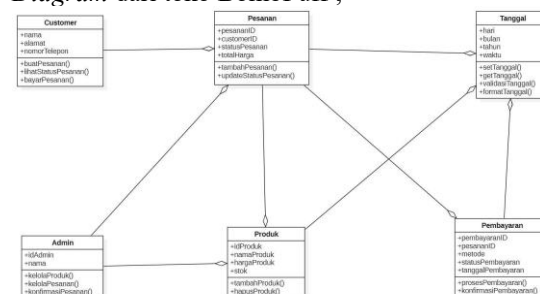 Diagram dari toko
Customer
+nama
+alamat
+nomorTelepon
+buatPesanan()
+lihatStatusPesanan()
+bayarPesanan()
Pesanan
+pesananID
+customerID
+statusPesanan
+totalHarga
+tambahPesanan()
+updateStatusPesanan()
Tanggal
+hari
+bulan
+tahun
+waktu
+setTanggal()
+getTanggal()
+validasiTanggal()
+formatTanggal()
Admin
+idAdmin
+nama
+kelolaProduk()
+kelolaPesanan()
+konfirmasiPesanan()
Produk
+idProduk
+namaProduk
+hargaProduk
+stok
+tambahProduk()
+hapusProduk()
Pembayaran
+pembayaranID
+pesananID
+metode
+statusPembayaran
+tanggalPembayaran
+prosesPembayaran()
+konfirmasiPembayaran()